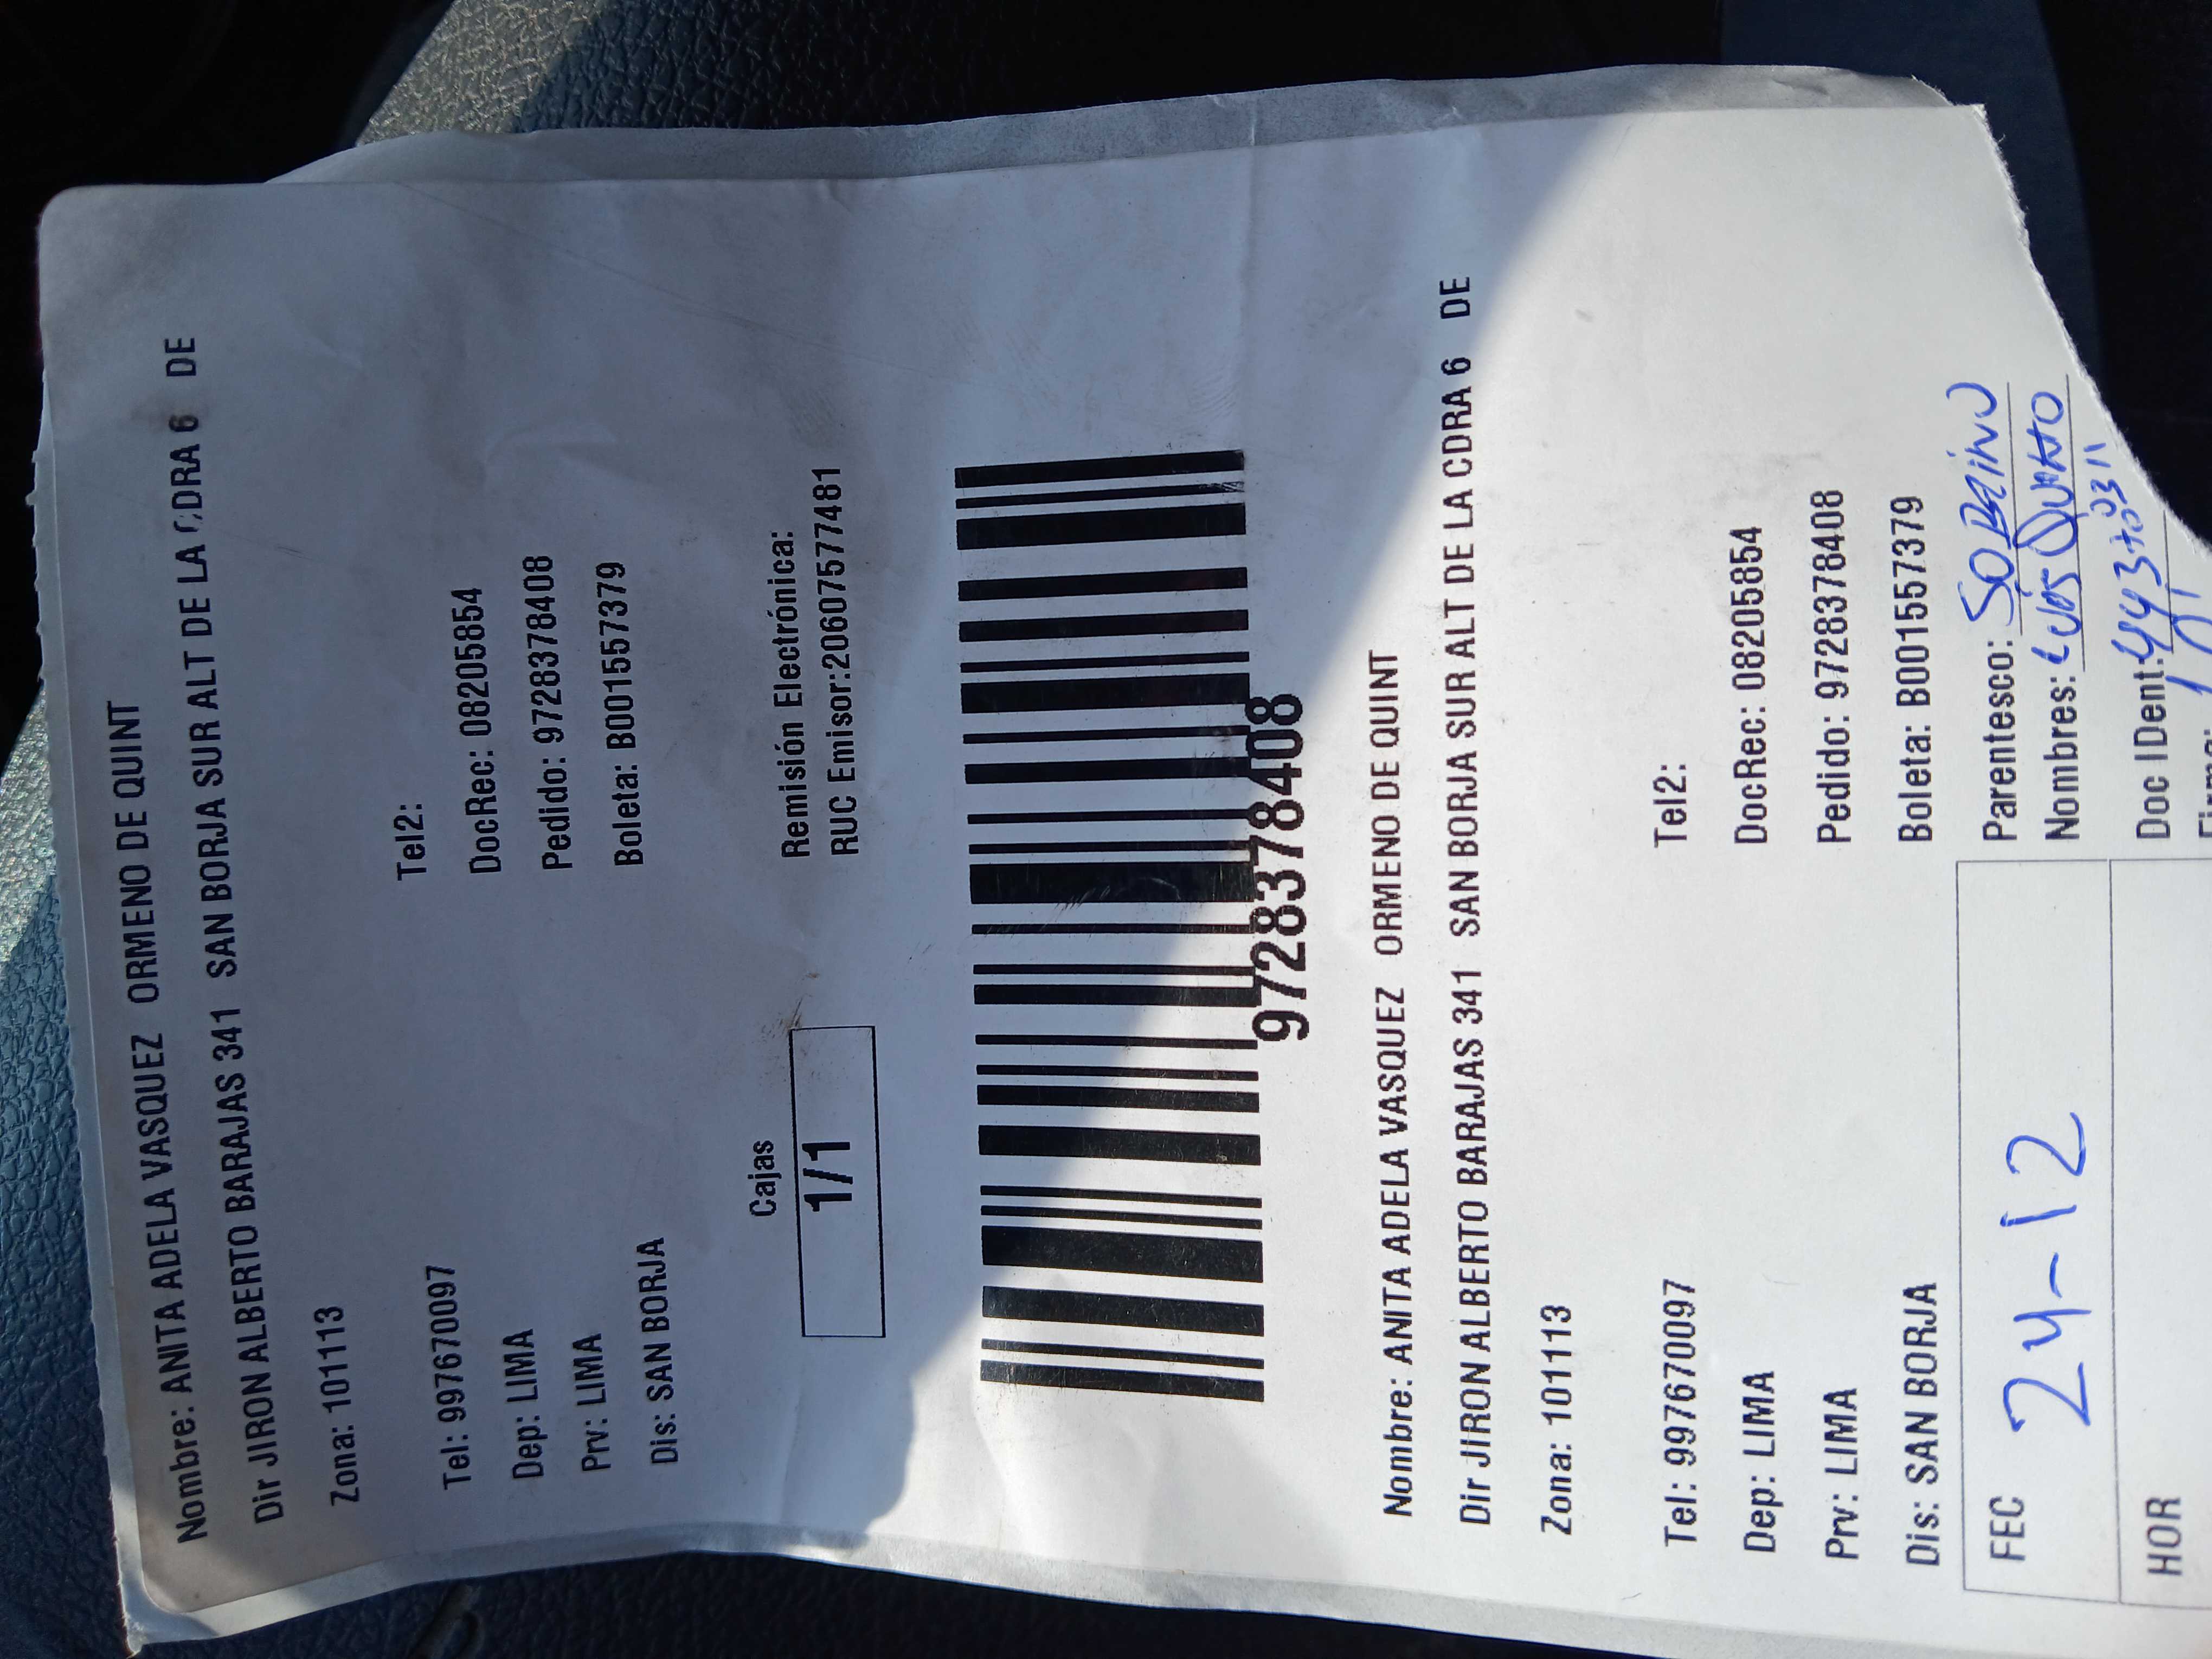 Nombre: ANITA ADELA VASQUEZ ORMENO DE QUINT
Dir JIRON ALBERTO BARAJAS 341 SAN BORJA SUR ALT DE LA CDRA 6 DE
Zona: 101113
Tel: 997670097 Tel2:
Dep: LIMA DocRec: 08205854
Prv: LIMA Pedido: 9728378408
Dis: SAN BORJA Boleta: B001557379
Cajas
1/1
Remisión Electrónica:
RUC Emisor:20607577481
9728378408
Nombre: ANITA ADELA VASQUEZ ORMENO DE QUINT
Dir JIRON ALBERTO BARAJAS 341 SAN BORJA SUR ALT DE LA CDRA 6 DE
Zona: 101113
Tel: 997670097 Tel2:
Dep: LIMA DocRec: 08205854
Prv: LIMA Pedido: 9728378408
Dis: SAN BORJA Boleta: B001557379
FEC 24-12
Parentesco: SOBRINO
Nombres: LUIS
HOR
Doc IDent: